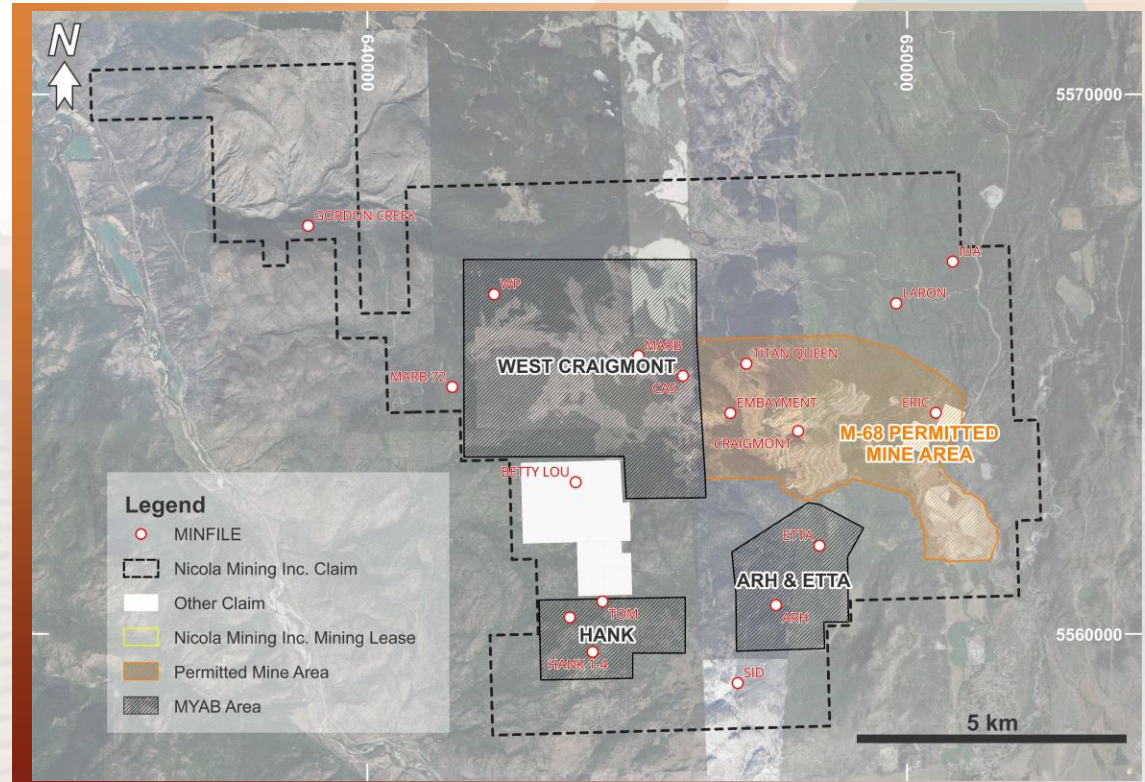 N
640000
650000
5570000
GORDON CREEK
IUA
WP
LARON
MARB
TITAN QUEEN
WEST CRAIGMONT
CAS
MARB 72
EMBAYMENT
ERIC
CRAIGMONT
M-68 PERMITTED
MINE AREA
BETTY LOU
Legend
MINFILE
Nicola Mining Inc. Claim
Other Claim
Nicola Mining Inc. Mining Lease
Permitted Mine Area
MYAB Area
ETTA
ARH & ETTA
TOM
ARH
HANK
5560000
HANK 1-4
SID
5 km